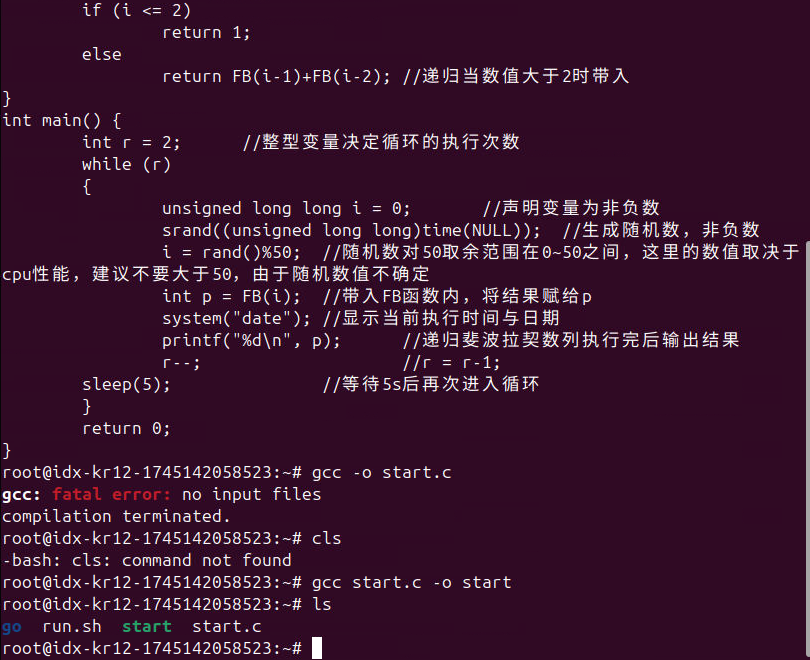 if (i <= 2)
return 1;
else
return FB(i-1)+FB(i-2); //递归当数值大于2时带入
}
int main() {
int r = 2; //整型变量决定循环的执行次数
while (r)
{
unsigned long long i = 0; //声明变量为非负数
srand((unsigned long long)time(NULL)); //生成随机数，非负数
i = rand()%50; //随机数对50取余范围在0~50之间，这里的数值取决于
cpu性能，建议不要大于50，由于随机数值不确定
int p = FB(i); //带入FB函数内，将结果赋给p
system("date"); //显示当前执行时间与日期
printf("%d\n", p); //递归斐波拉契数列执行完后输出结果
r--; //r = r-1;
sleep(5); //等待5s后再次进入循环
}
return 0;
}
root@idx-kr12-1745142058523:~# gcc -o start.c
gcc: fatal error: no input files
compilation terminated.
root@idx-kr12-1745142058523:~# cls
-bash: cls: command not found
root@idx-kr12-1745142058523:~# gcc start.c -o start
root@idx-kr12-1745142058523:~# ls
go run.sh start start.c
root@idx-kr12-1745142058523:~#